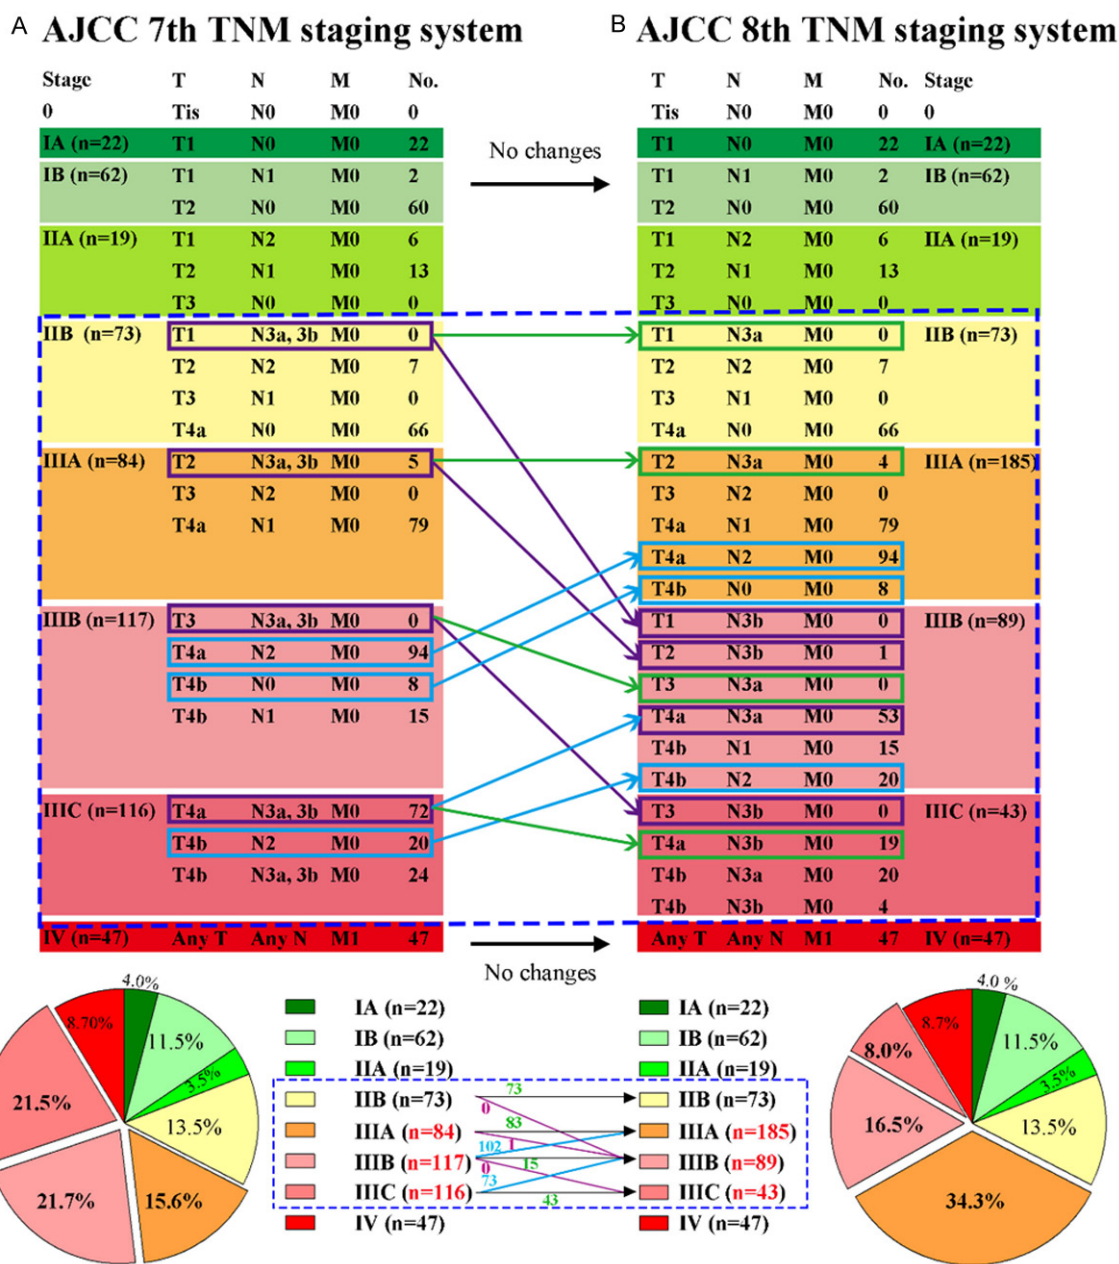 A AJCC 7th TNM staging system
Stage T N M No.
0 Tis N0 M0 0
IA (n=22) T1 N0 M0 22
IB (n=62) T1 N1 M0 2
T2 N0 M0 60
IIA (n=19) T1 N2 M0 6
T2 N1 M0 13
T3 N0 M0 0
IIB (n=73) T1 N3a, 3b M0 0
T2 N2 M0 7
T3 N1 M0 0
T4a N0 M0 66
IIIA (n=84) T2 N3a, 3b M0 5
T3 N2 M0 0
T4a N1 M0 79
IIIB (n=117) T3 N3a, 3b M0 0
T4a N2 M0 94
T4b N0 M0 8
T4b N1 M0 15
IIIC (n=116) T4a N3a, 3b M0 72
T4b N2 M0 20
T4b N3a, 3b M0 24
IV (n=47) Any T Any N M1 47
No changes
No changes
B AJCC 8th TNM staging system
T N M No. Stage
Tis N0 M0 0 0
T1 N0 M0 22 IA (n=22)
T1 N1 M0 2 IB (n=62)
T2 N0 M0 60
T1 N2 M0 6 IIA (n=19)
T2 N1 M0 13
T3 N0 M0 0
T1 N3a M0 0 IIB (n=73)
T2 N2 M0 7
T3 N1 M0 0
T4a N0 M0 66
T2 N3a M0 4 IIIA (n=185)
T3 N2 M0 0
T4a N1 M0 79
T4a N2 M0 94
T4b N0 M0 8
T1 N3b M0 0 IIIB (n=89)
T2 N3b M0 1
T3 N3a M0 0
T4a N3a M0 53
T4b N1 M0 15
T4b N2 M0 20
T3 N3b M0 0 IIIC (n=43)
T4a N3b M0 19
T4b N3a M0 20
T4b N3b M0 4
Any T Any N M1 47 IV (n=47)
4.0%
8.70%
11.5%
3.5%
13.5%
21.5%
21.7%
15.6%
IA (n=22)
IB (n=62)
IIA (n=19)
IIB (n=73)
IIIA (n=84)
IIIB (n=117)
IIIC (n=116)
IV (n=47)
73
0
83
1
102
15
0
73
43
IA (n=22)
IB (n=62)
IIA (n=19)
IIB (n=73)
IIIA (n=185)
IIIB (n=89)
IIIC (n=43)
IV (n=47)
4.0 %
8.7%
11.5%
8.0%
3.5%
16.5%
13.5%
34.3%